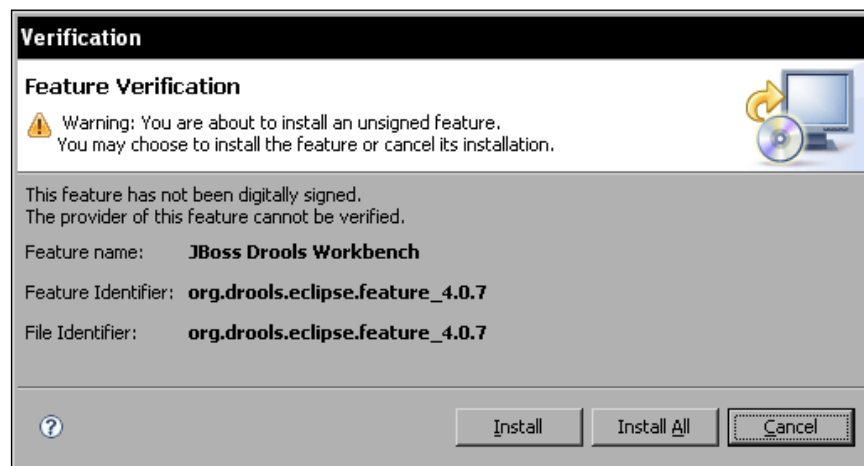 Verification
Feature Verification
Warning: You are about to install an unsigned feature.
You may choose to install the feature or cancel its installation.
This feature has not been digitally signed.
The provider of this feature cannot be verified.
Feature name: JBoss Drools Workbench
Feature Identifier: org.drools.eclipse.feature_4.0.7
File Identifier: org.drools.eclipse.feature_4.0.7
? Install Install All Cancel